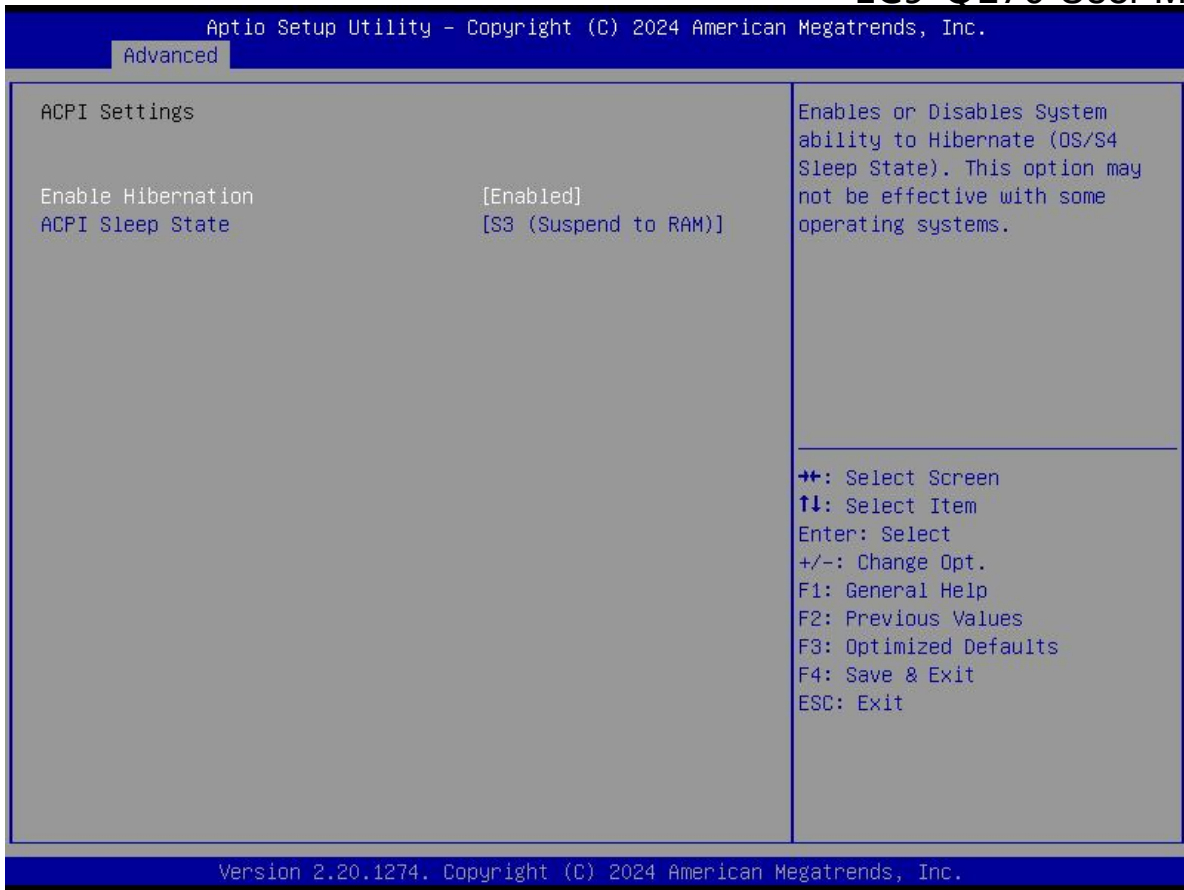 Aptio Setup Utility – Copyright (C) 2024 American Megatrends, Inc.
Advanced
ACPI Settings
Enable Hibernation [Enabled]
ACPI Sleep State [S3 (Suspend to RAM)]
Enables or Disables System
ability to Hibernate (OS/S4
Sleep State). This option may
not be effective with some
operating systems.
→←: Select Screen
↑↓: Select Item
Enter: Select
+/-: Change Opt.
F1: General Help
F2: Previous Values
F3: Optimized Defaults
F4: Save & Exit
ESC: Exit
Version 2.20.1274. Copyright (C) 2024 American Megatrends, Inc.